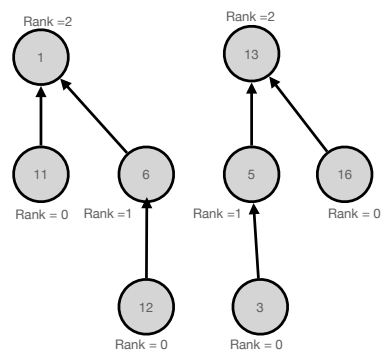 Rank =2
Rank =2
1
13
11
6
5
16
Rank = 0
Rank =1
Rank =1
Rank = 0
12
3
Rank = 0
Rank = 0